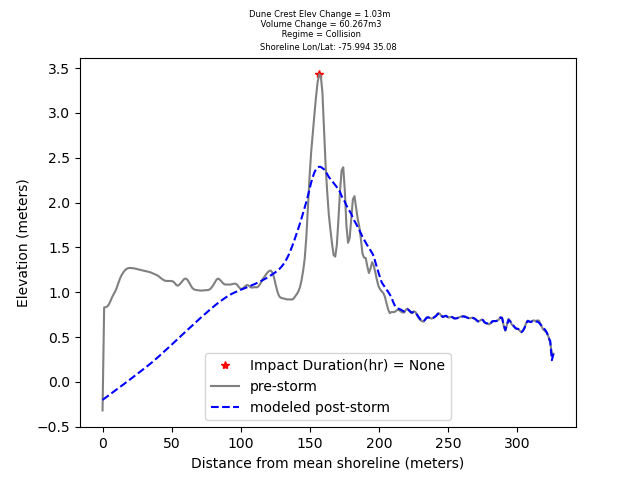 Dune Crest Elev Change = 1.03m
Volume Change = 60.267m3
Regime = Collision
Shoreline Lon/Lat: -75.994 35.08
3.5
3.0
2.5
2.0
1.5
1.0
0.5
0.0
−0.5
Elevation (meters)
Impact Duration(hr) = None
pre-storm
modeled post-storm
0 50 100 150 200 250 300
Distance from mean shoreline (meters)